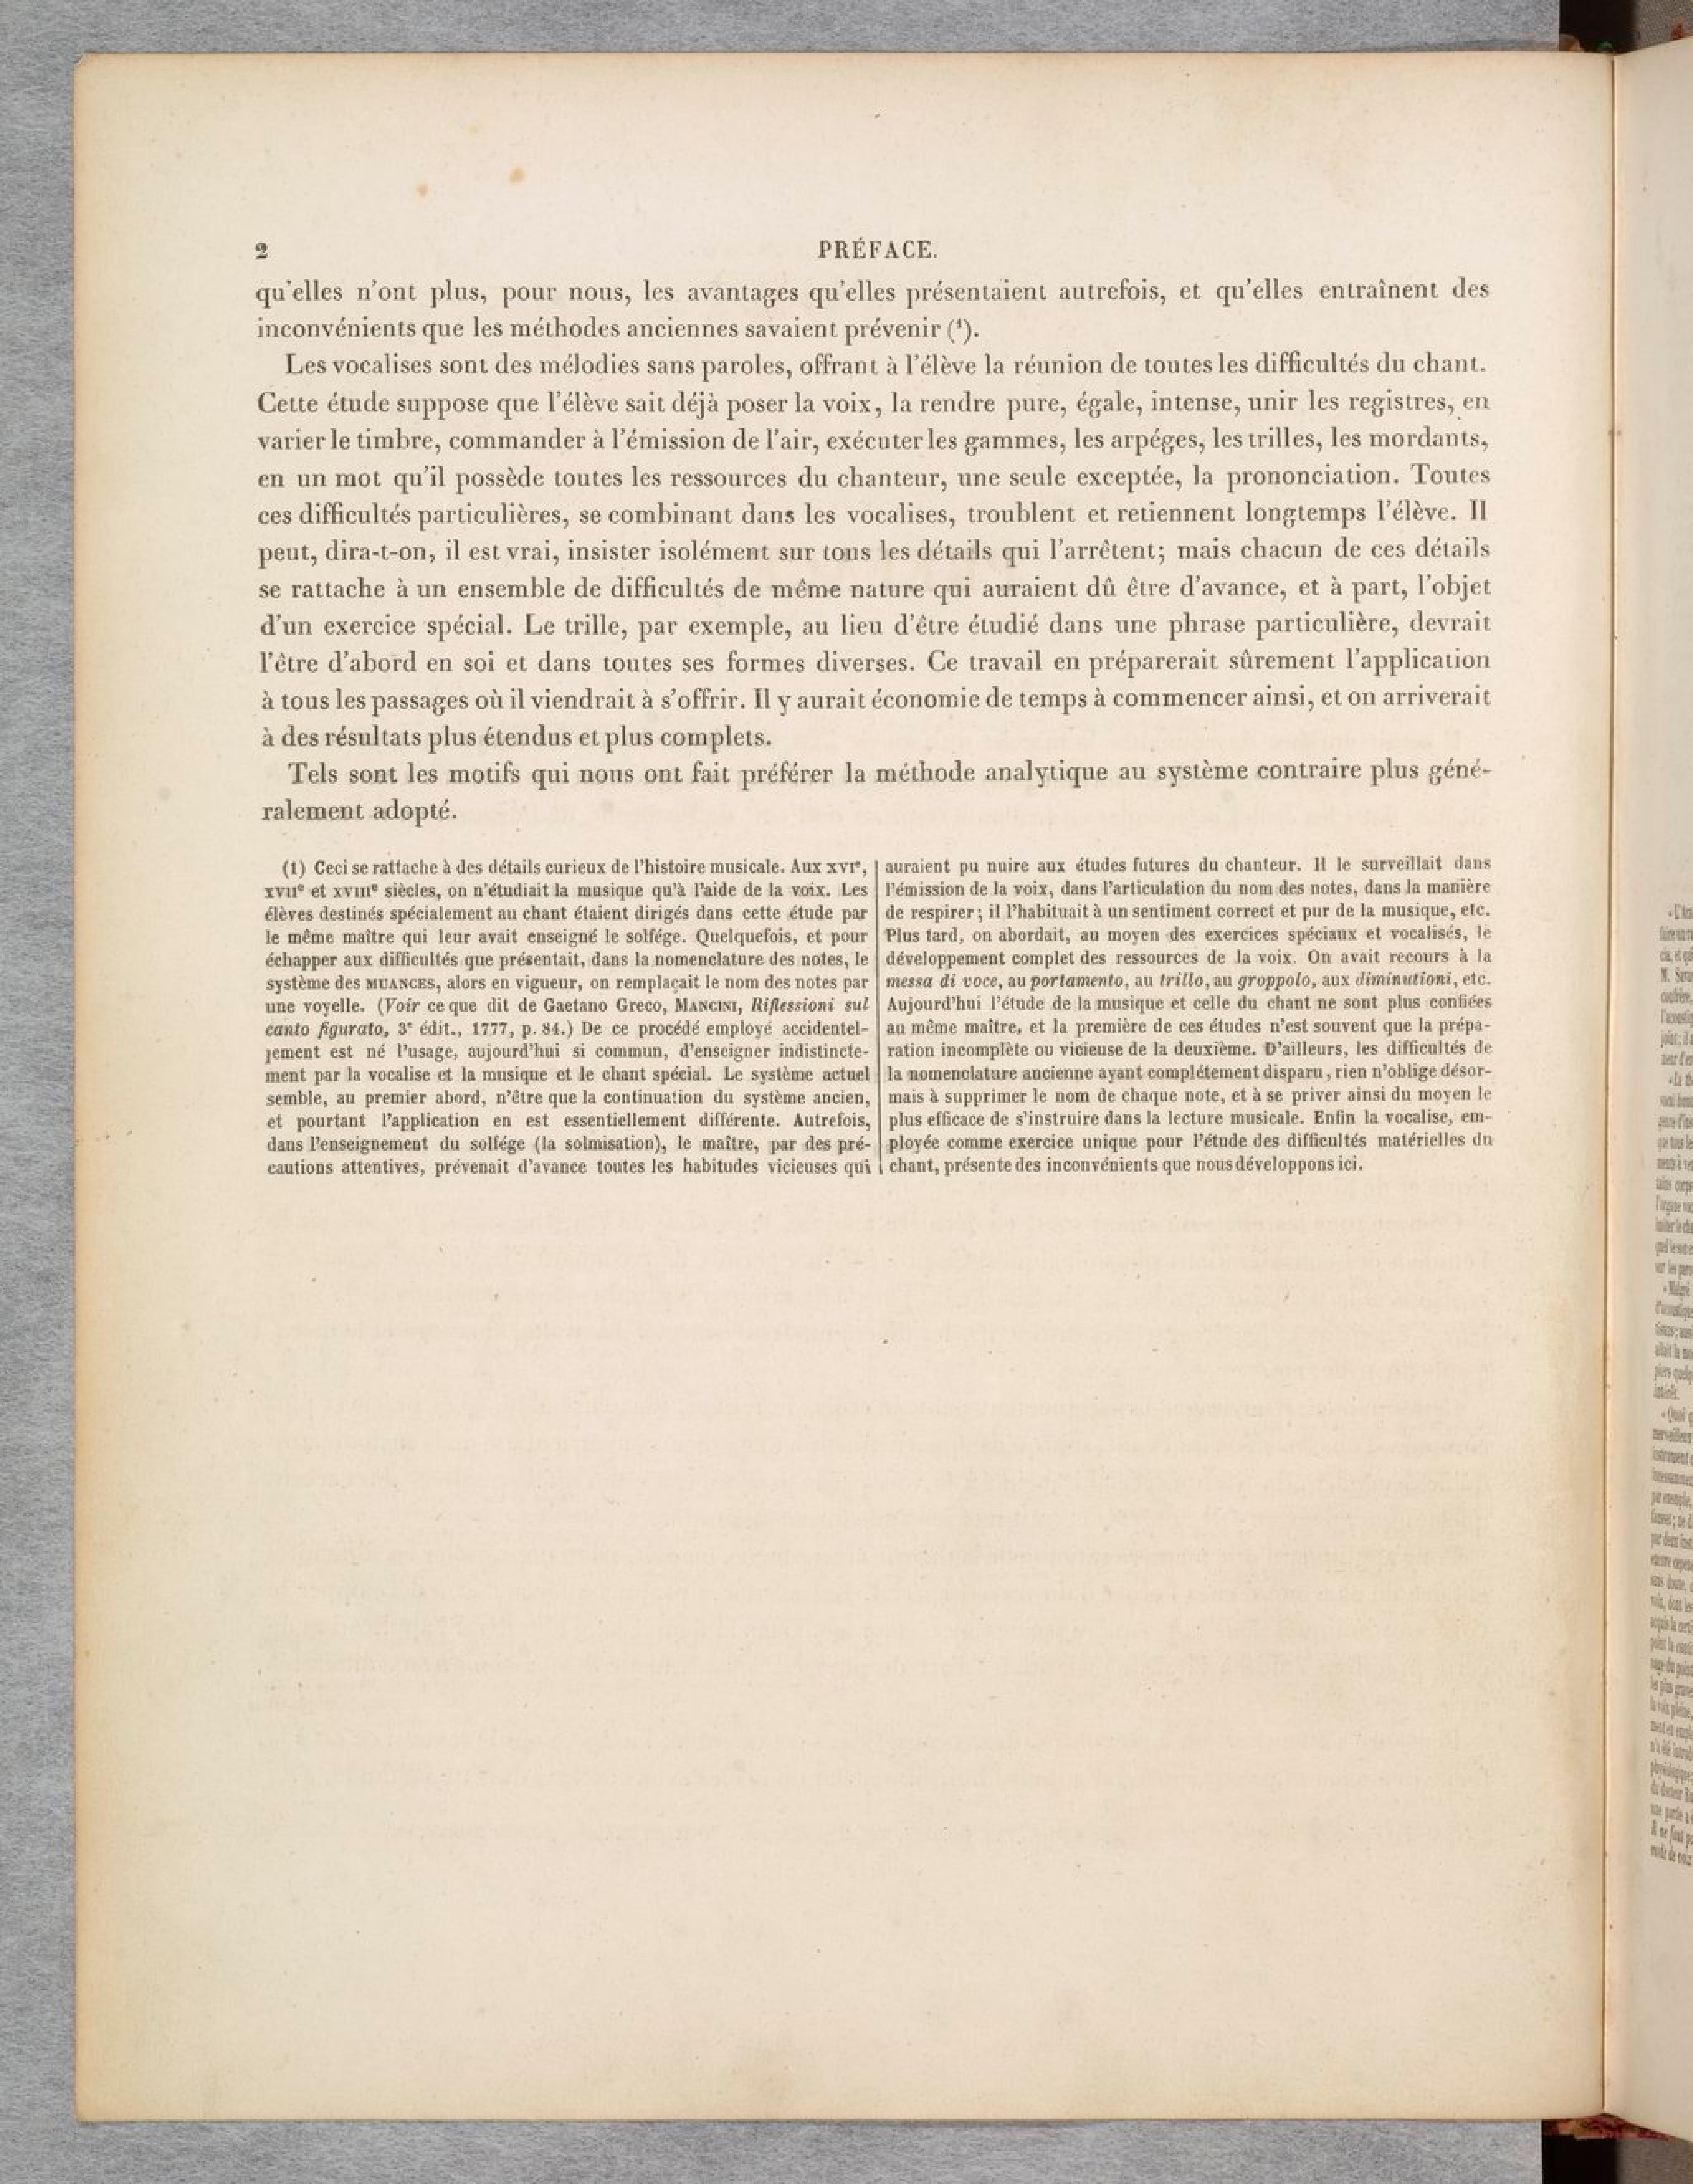 2
PRÉFACE.
qu'elles n'ont plus, pour nous, les avantages qu'elles présentaient autrefois, et qu'elles entraînent des
inconvénients que les méthodes anciennes savaient prévenir (¹).
Les vocalises sont des mélodies sans paroles, offrant à l'élève la réunion de toutes les difficultés du chant.
Cette étude suppose que l'élève sait déjà poser la voix, la rendre pure, égale, intense, unir les registres, en
varier le timbre, commander à l'émission de l'air, exécuter les gammes, les arpéges, les trilles, les mordants,
en un mot qu'il possède toutes les ressources du chanteur, une seule exceptée, la prononciation. Toutes
ces difficultés particulières, se combinant dans les vocalises, troublent et retiennent longtemps l'élève. Il
peut, dira-t-on, il est vrai, insister isolément sur tous les détails qui l'arrêtent; mais chacun de ces détails
se rattache à un ensemble de difficultés de même nature qui auraient dû être d'avance, et à part, l'objet
d'un exercice spécial. Le trille, par exemple, au lieu d'être étudié dans une phrase particulière, devrait
l'être d'abord en soi et dans toutes ses formes diverses. Ce travail en préparerait sûrement l'application
à tous les passages où il viendrait à s'offrir. Il y aurait économie de temps à commencer ainsi, et on arriverait
à des résultats plus étendus et plus complets.
Tels sont les motifs qui nous ont fait préférer la méthode analytique au système contraire plus géné-
ralement adopté.
(1) Ceci se rattache à des détails curieux de l'histoire musicale. Aux XVIe,
XVIIe et XVIIIe siècles, on n'étudiait la musique qu'à l'aide de la voix. Les
élèves destinés spécialement au chant étaient dirigés dans cette étude par
le même maître qui leur avait enseigné le solfége. Quelquefois, et pour
échapper aux difficultés que présentait, dans la nomenclature des notes, le
système des MUANCES, alors en vigueur, on remplaçait le nom des notes par
une voyelle. (Voir ce que dit de Gaetano Greco, MANCINI, Riflessioni sul
canto figurato, 3e édit., 1777, p. 84.) De ce procédé employé accidentel-
lement est né l'usage, aujourd'hui si commun, d'enseigner indistincte-
ment par la vocalise et la musique et le chant spécial. Le système actuel
semble, au premier abord, n'être que la continuation du système ancien,
et pourtant l'application en est essentiellement différente. Autrefois,
dans l'enseignement du solfége (la solmisation), le maître, par des pré-
cautions attentives, prévenait d'avance toutes les habitudes vicieuses qui
auraient pu nuire aux études futures du chanteur. Il le surveillait dans
l'émission de la voix, dans l'articulation du nom des notes, dans la manière
de respirer; il l'habituait à un sentiment correct et pur de la musique, etc.
Plus tard, on abordait, au moyen des exercices spéciaux et vocalisés, le
développement complet des ressources de la voix. On avait recours à la
messa di voce, au portamento, au trillo, au groppolo, aux diminutioni, etc.
Aujourd'hui l'étude de la musique et celle du chant ne sont plus confiées
au même maître, et la première de ces études n'est souvent que la prépa-
ration incomplète ou vicieuse de la deuxième. D'ailleurs, les difficultés de
la nomenclature ancienne ayant complétement disparu, rien n'oblige désor-
mais à supprimer le nom de chaque note, et à se priver ainsi du moyen le
plus efficace de s'instruire dans la lecture musicale. Enfin la vocalise, em-
ployée comme exercice unique pour l'étude des difficultés matérielles du
chant, présente des inconvénients que nous développons ici.